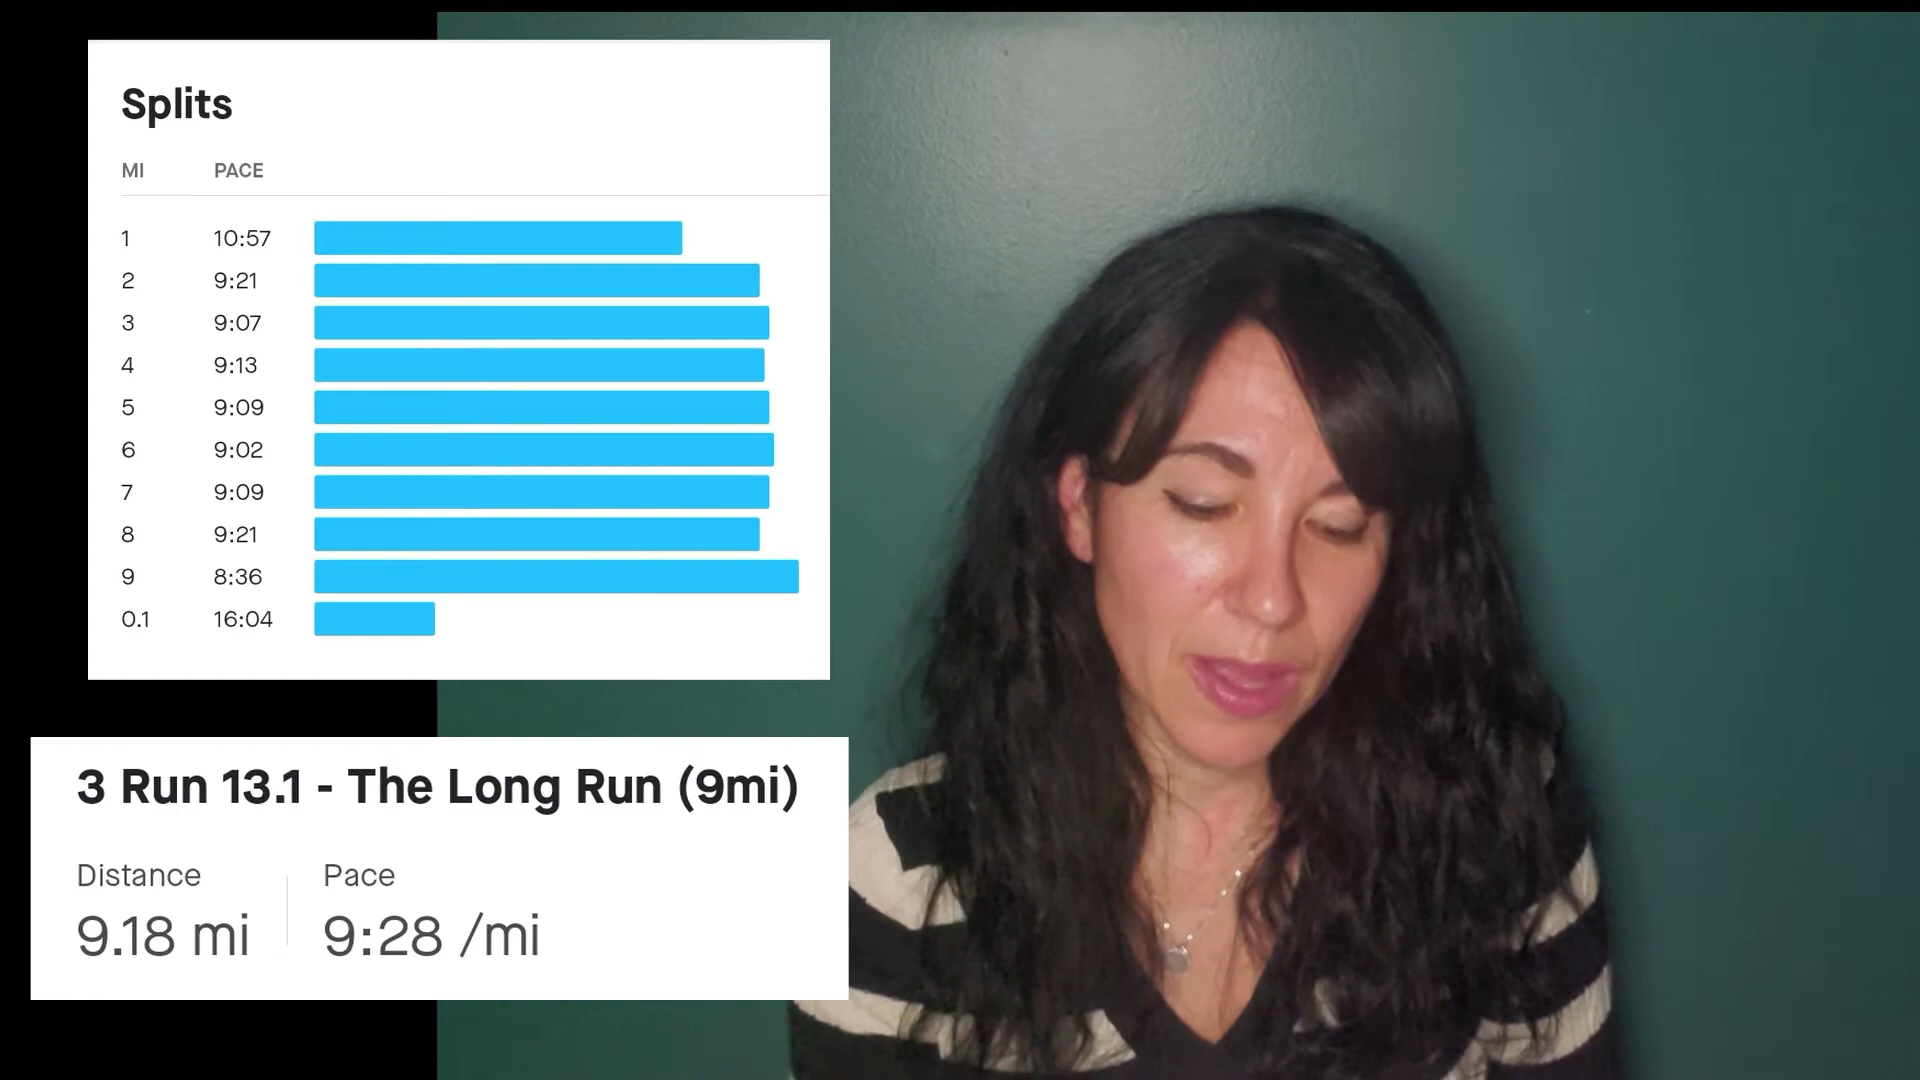 Splits
MI PACE
1 10:57
2 9:21
3 9:07
4 9:13
5 9:09
6 9:02
7 9:09
8 9:21
9 8:36
0.1 16:04
3 Run 13.1 - The Long Run (9mi)
Distance Pace
9.18 mi 9:28 /mi